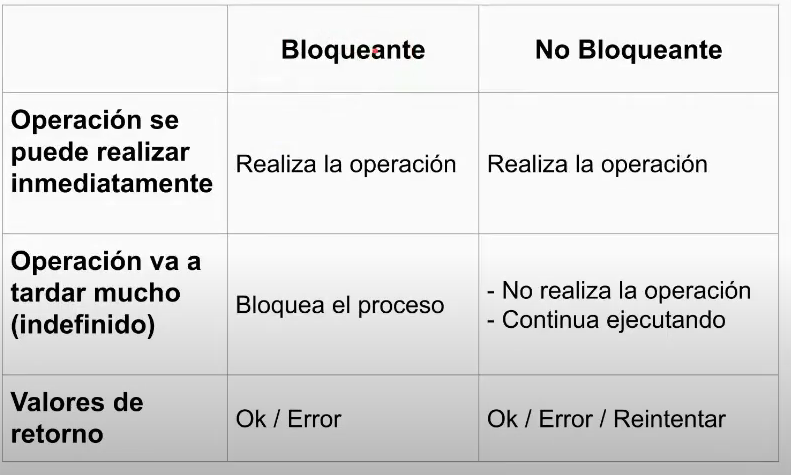 Bloqueante
No Bloqueante
Operación se
puede realizar
inmediatamente
Realiza la operación
Realiza la operación
Operación va a
tardar mucho
(indefinido)
Bloquea el proceso
- No realiza la operación
- Continua ejecutando
Valores de
retorno
Ok / Error
Ok / Error / Reintentar